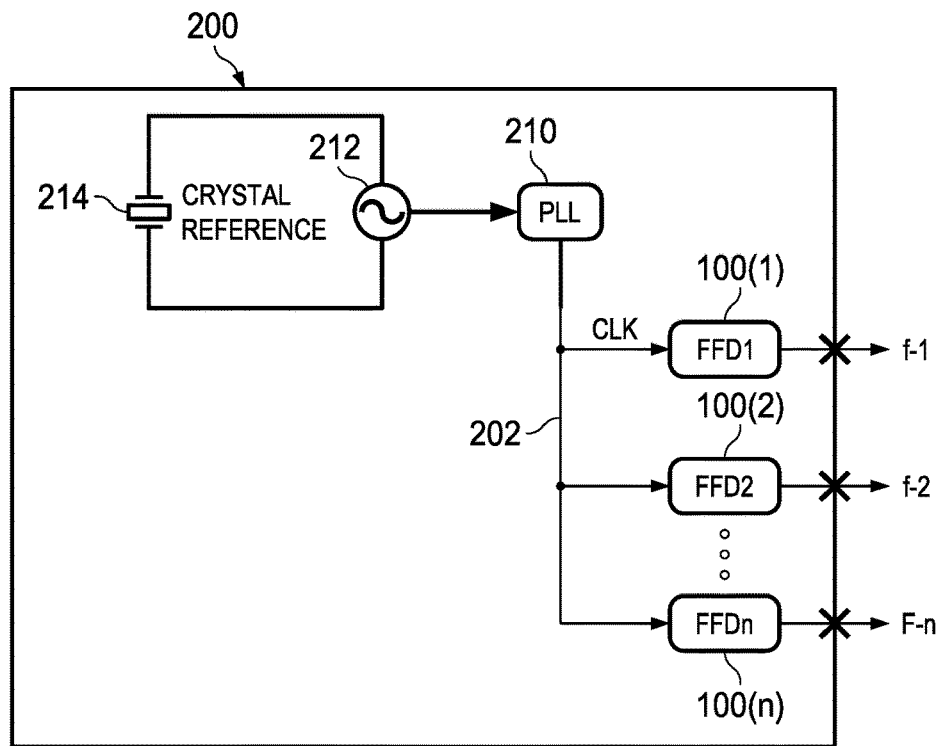 200
212
210
214
CRYSTAL
REFERENCE
PLL
100(1)
CLK
FFD1
f-1
100(2)
202
FFD2
f-2
FFDn
F-n
100(n)